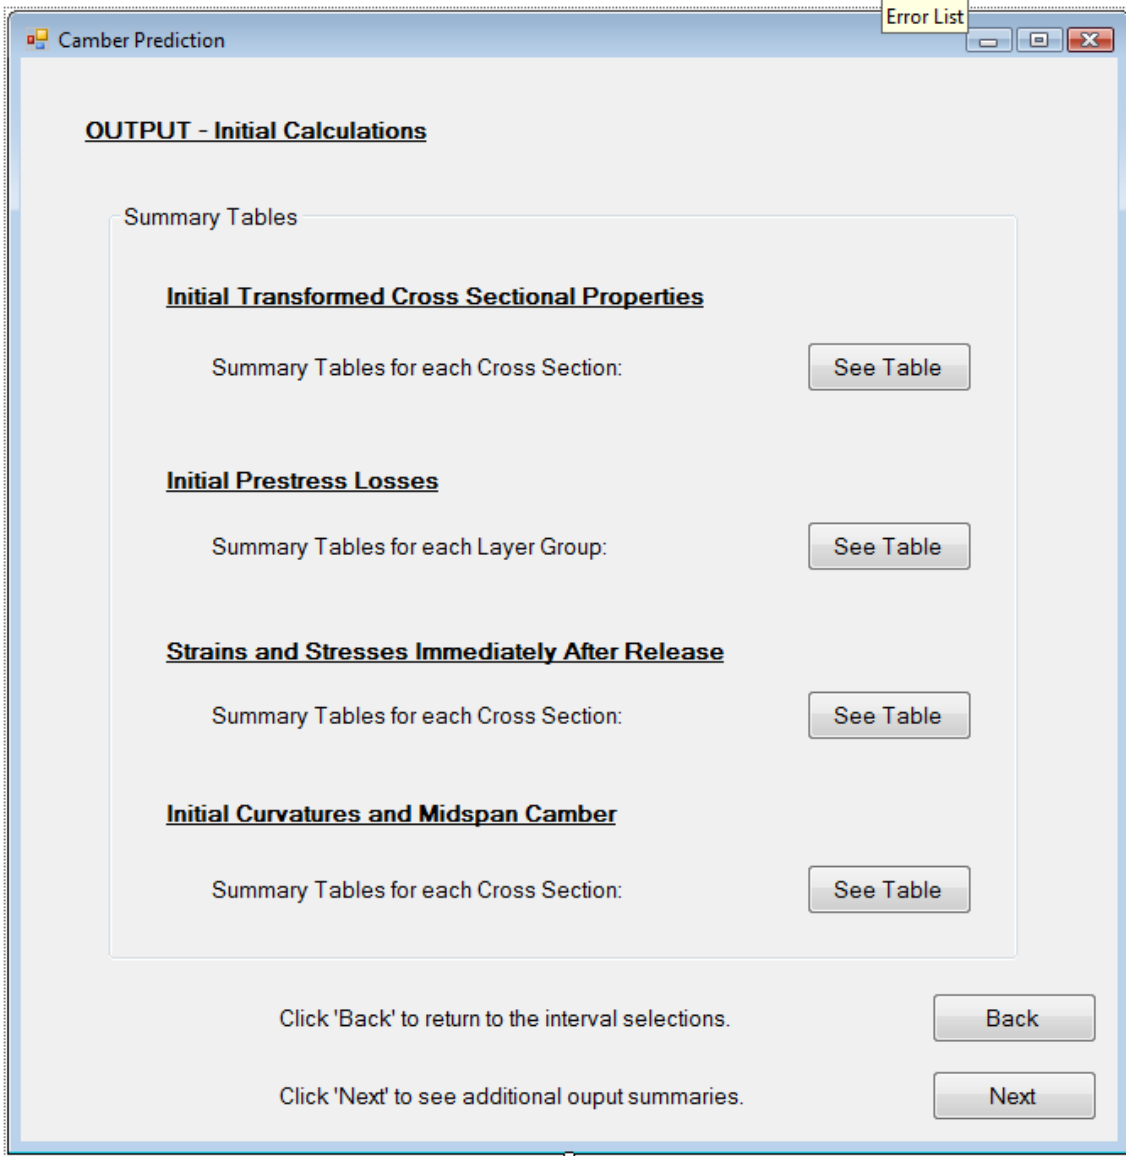 Error List
Camber Prediction
OUTPUT - Initial Calculations
Summary Tables
Initial Transformed Cross Sectional Properties
Summary Tables for each Cross Section: See Table
Initial Prestress Losses
Summary Tables for each Layer Group: See Table
Strains and Stresses Immediately After Release
Summary Tables for each Cross Section: See Table
Initial Curvatures and Midspan Camber
Summary Tables for each Cross Section: See Table
Click 'Back' to return to the interval selections. Back
Click 'Next' to see additional ouput summaries. Next